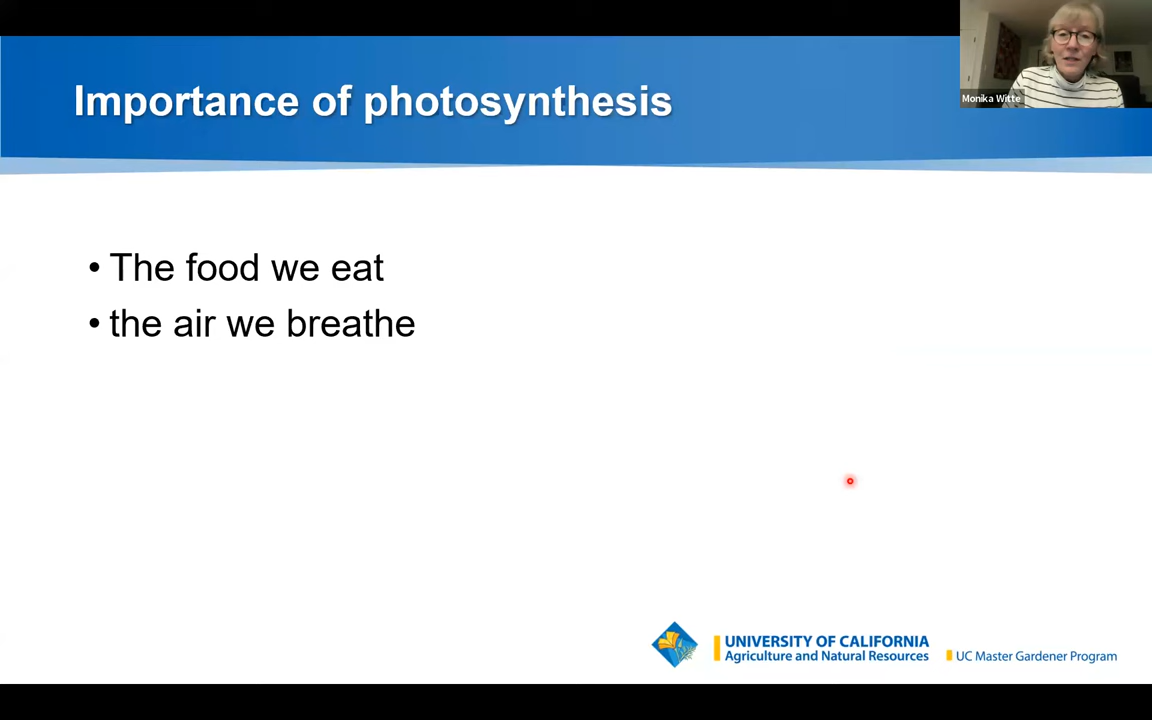 Importance of photosynthesis
Monika Witte
• The food we eat
• the air we breathe
UNIVERSITY OF CALIFORNIA
Agriculture and Natural Resources
UC Master Gardener Program